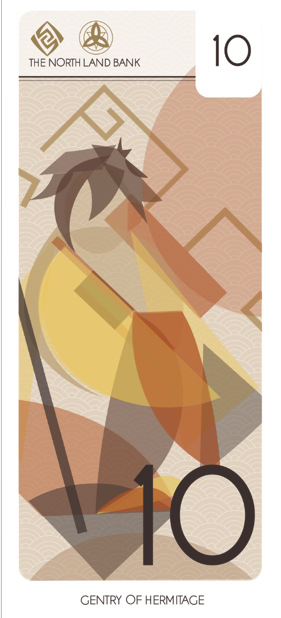 THE NORTH LAND BANK
10
10
GENTRY OF HERMITAGE